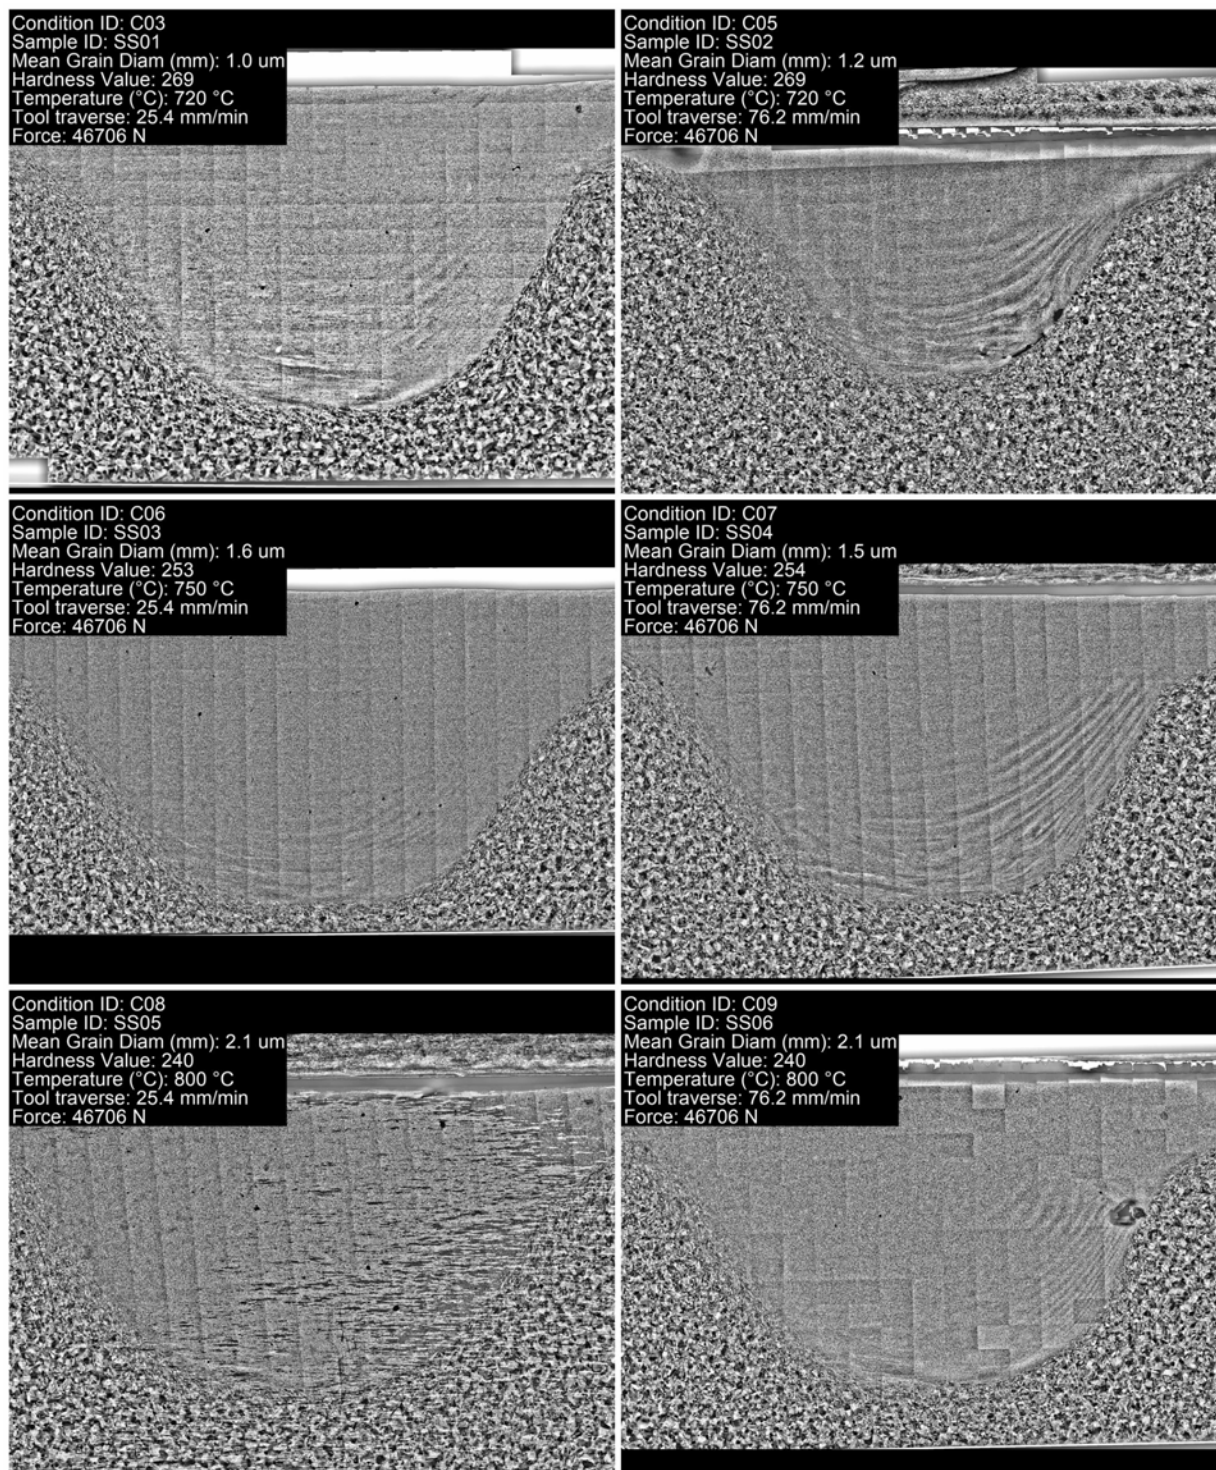 Condition ID: C03
Sample ID: SS01
Mean Grain Diam (mm): 1.0 um
Hardness Value: 269
Temperature (°C): 720 °C
Tool traverse: 25.4 mm/min
Force: 46706 N
Condition ID: C05
Sample ID: SS02
Mean Grain Diam (mm): 1.2 um
Hardness Value: 269
Temperature (°C): 720 °C
Tool traverse: 76.2 mm/min
Force: 46706 N
Condition ID: C06
Sample ID: SS03
Mean Grain Diam (mm): 1.6 um
Hardness Value: 253
Temperature (°C): 750 °C
Tool traverse: 25.4 mm/min
Force: 46706 N
Condition ID: C07
Sample ID: SS04
Mean Grain Diam (mm): 1.5 um
Hardness Value: 254
Temperature (°C): 750 °C
Tool traverse: 76.2 mm/min
Force: 46706 N
Condition ID: C08
Sample ID: SS05
Mean Grain Diam (mm): 2.1 um
Hardness Value: 240
Temperature (°C): 800 °C
Tool traverse: 25.4 mm/min
Force: 46706 N
Condition ID: C09
Sample ID: SS06
Mean Grain Diam (mm): 2.1 um
Hardness Value: 240
Temperature (°C): 800 °C
Tool traverse: 76.2 mm/min
Force: 46706 N